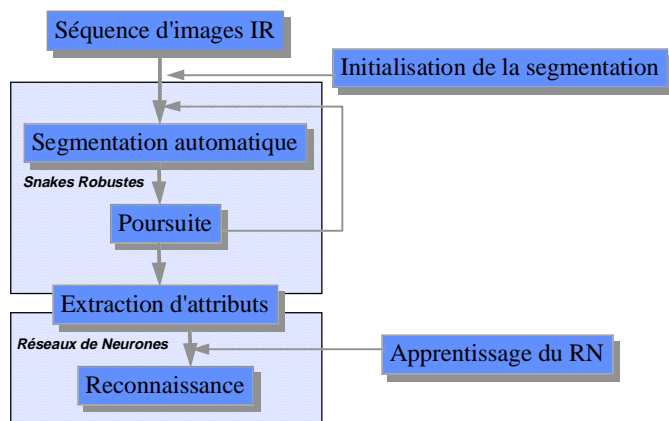 Séquence d'images IR
Initialisation de la segmentation
Segmentation automatique
Snakes Robustes
Poursuite
Extraction d'attributs
Réseaux de Neurones
Apprentissage du RN
Reconnaissance